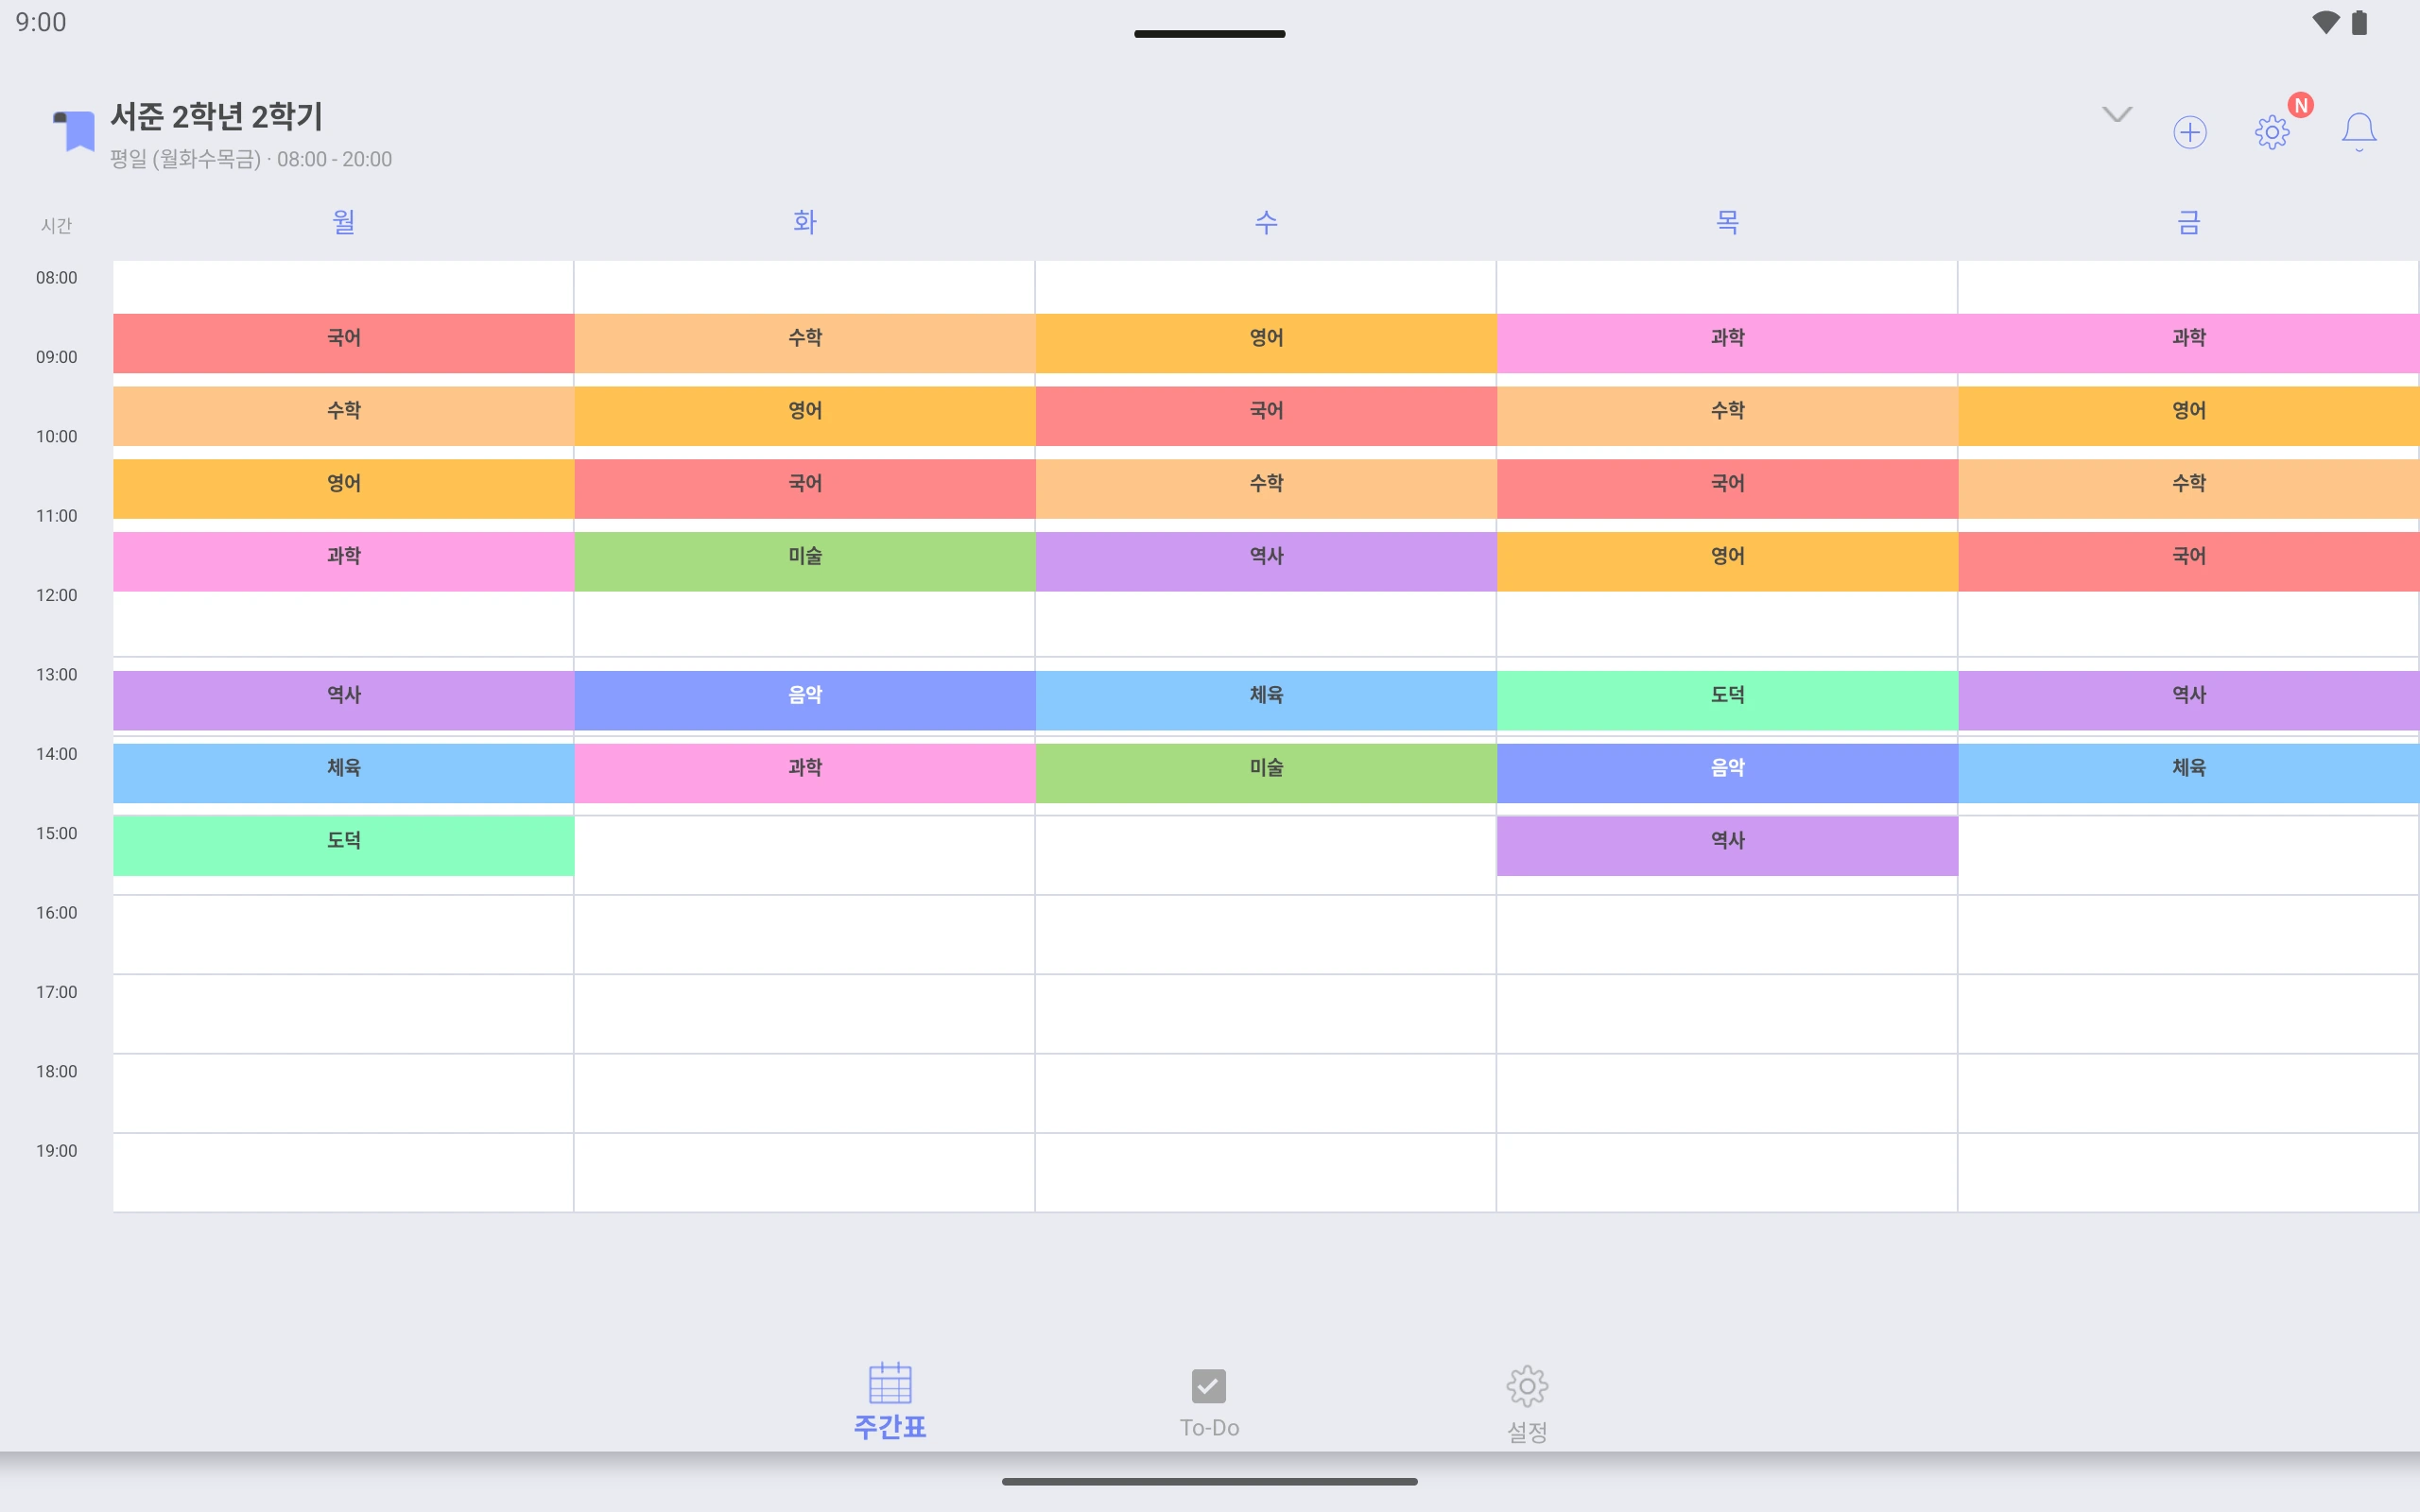 9:00
서준 2학년 2학기
평일 (월화수목금) · 08:00 - 20:00
N
시간 월 화 수 목 금
08:00
국어 수학 영어 과학 과학
09:00
수학 영어 국어 수학 영어
10:00
영어 국어 수학 국어 수학
11:00
과학 미술 역사 영어 국어
12:00
13:00
역사 음악 체육 도덕 역사
14:00
체육 과학 미술 음악 체육
15:00
도덕 역사
16:00
17:00
18:00
19:00
주간표 To-Do 설정